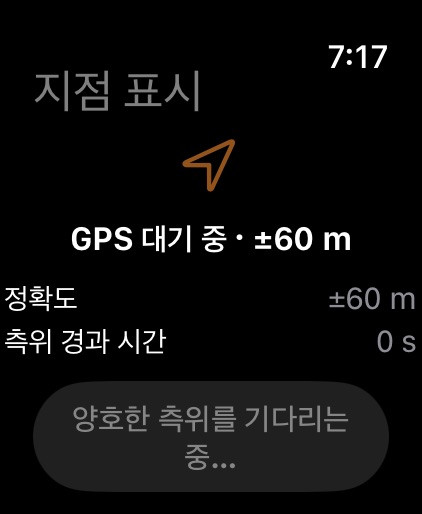 7:17
지점 표시
GPS 대기 중 · ±60 m
정확도 ±60 m
측위 경과 시간 0 s
양호한 측위를 기다리는
중...